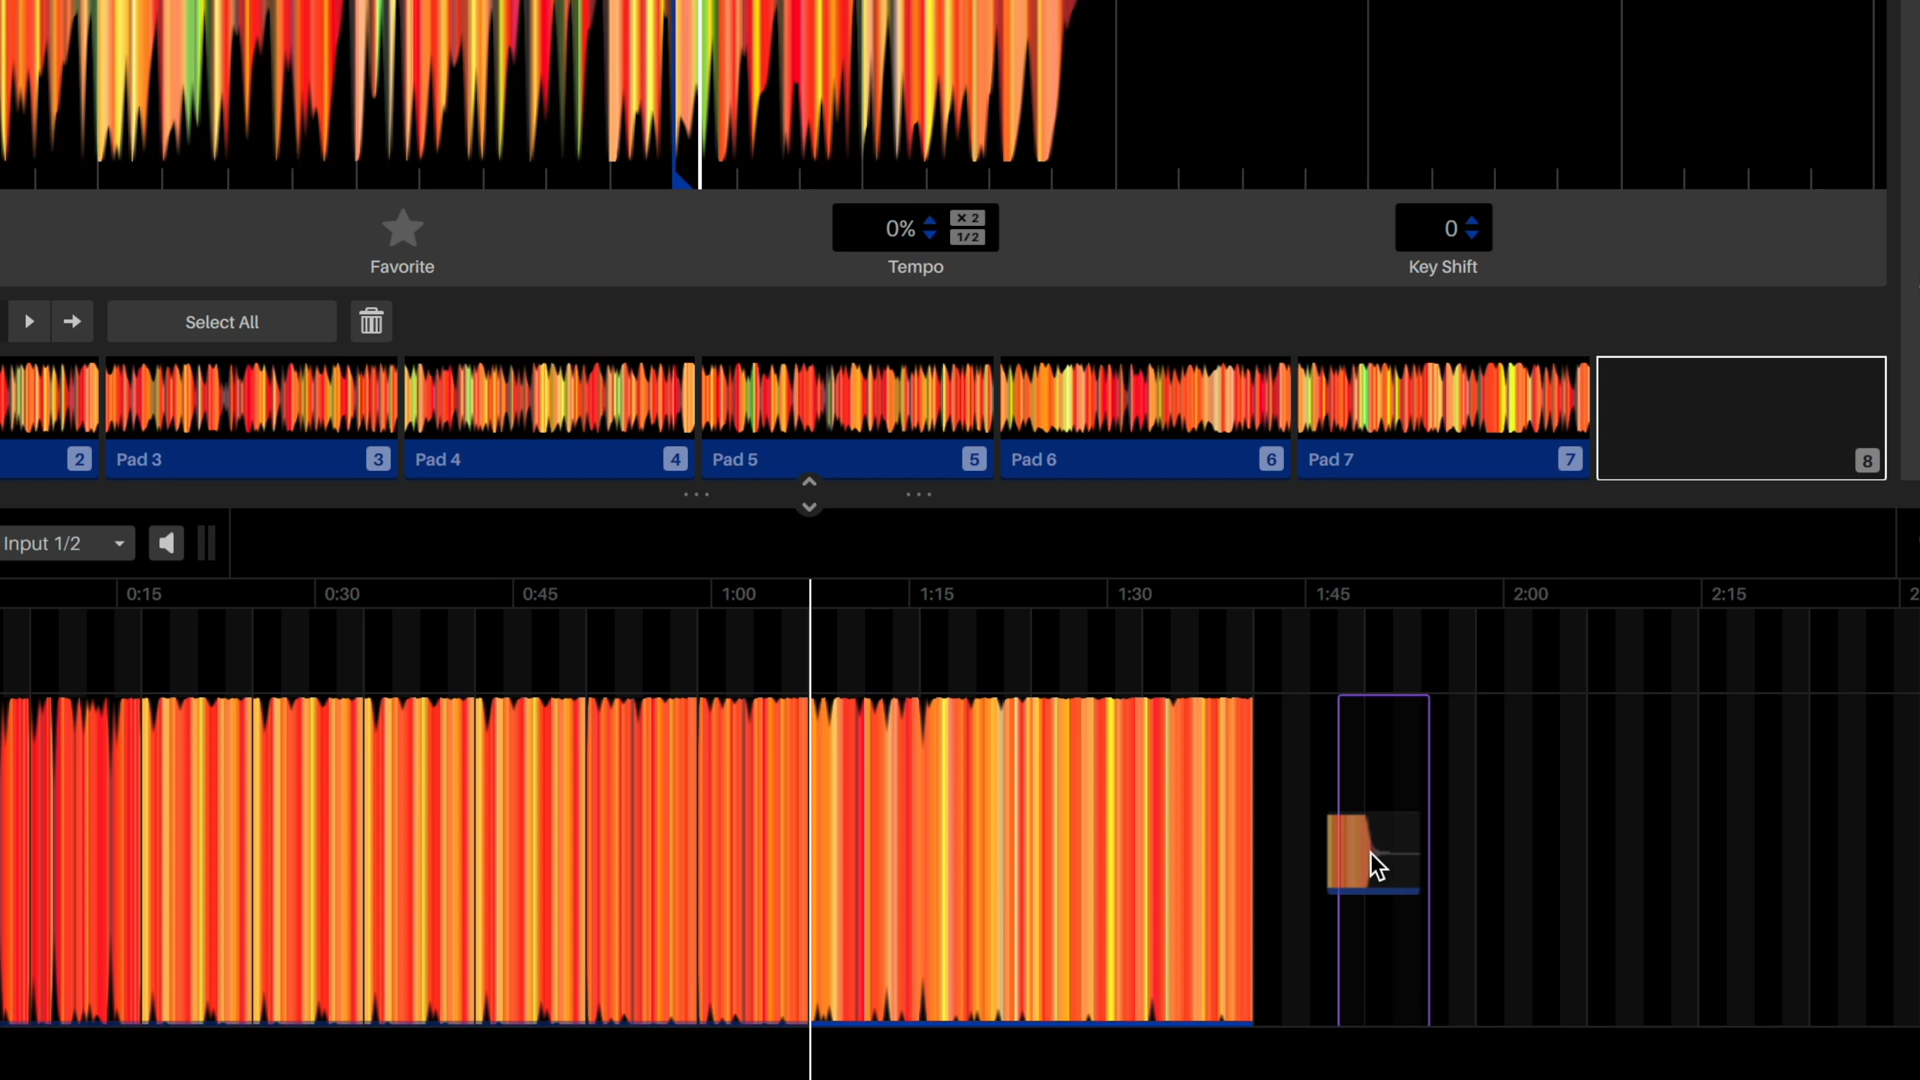 0% × 2
1/2
0
Favorite
Tempo
Key Shift
Select All
2 Pad 3 3 Pad 4 4 Pad 5 5 Pad 6 6 Pad 7 7 8
Input 1/2
0:15 0:30 0:45 1:00 1:15 1:30 1:45 2:00 2:15 2